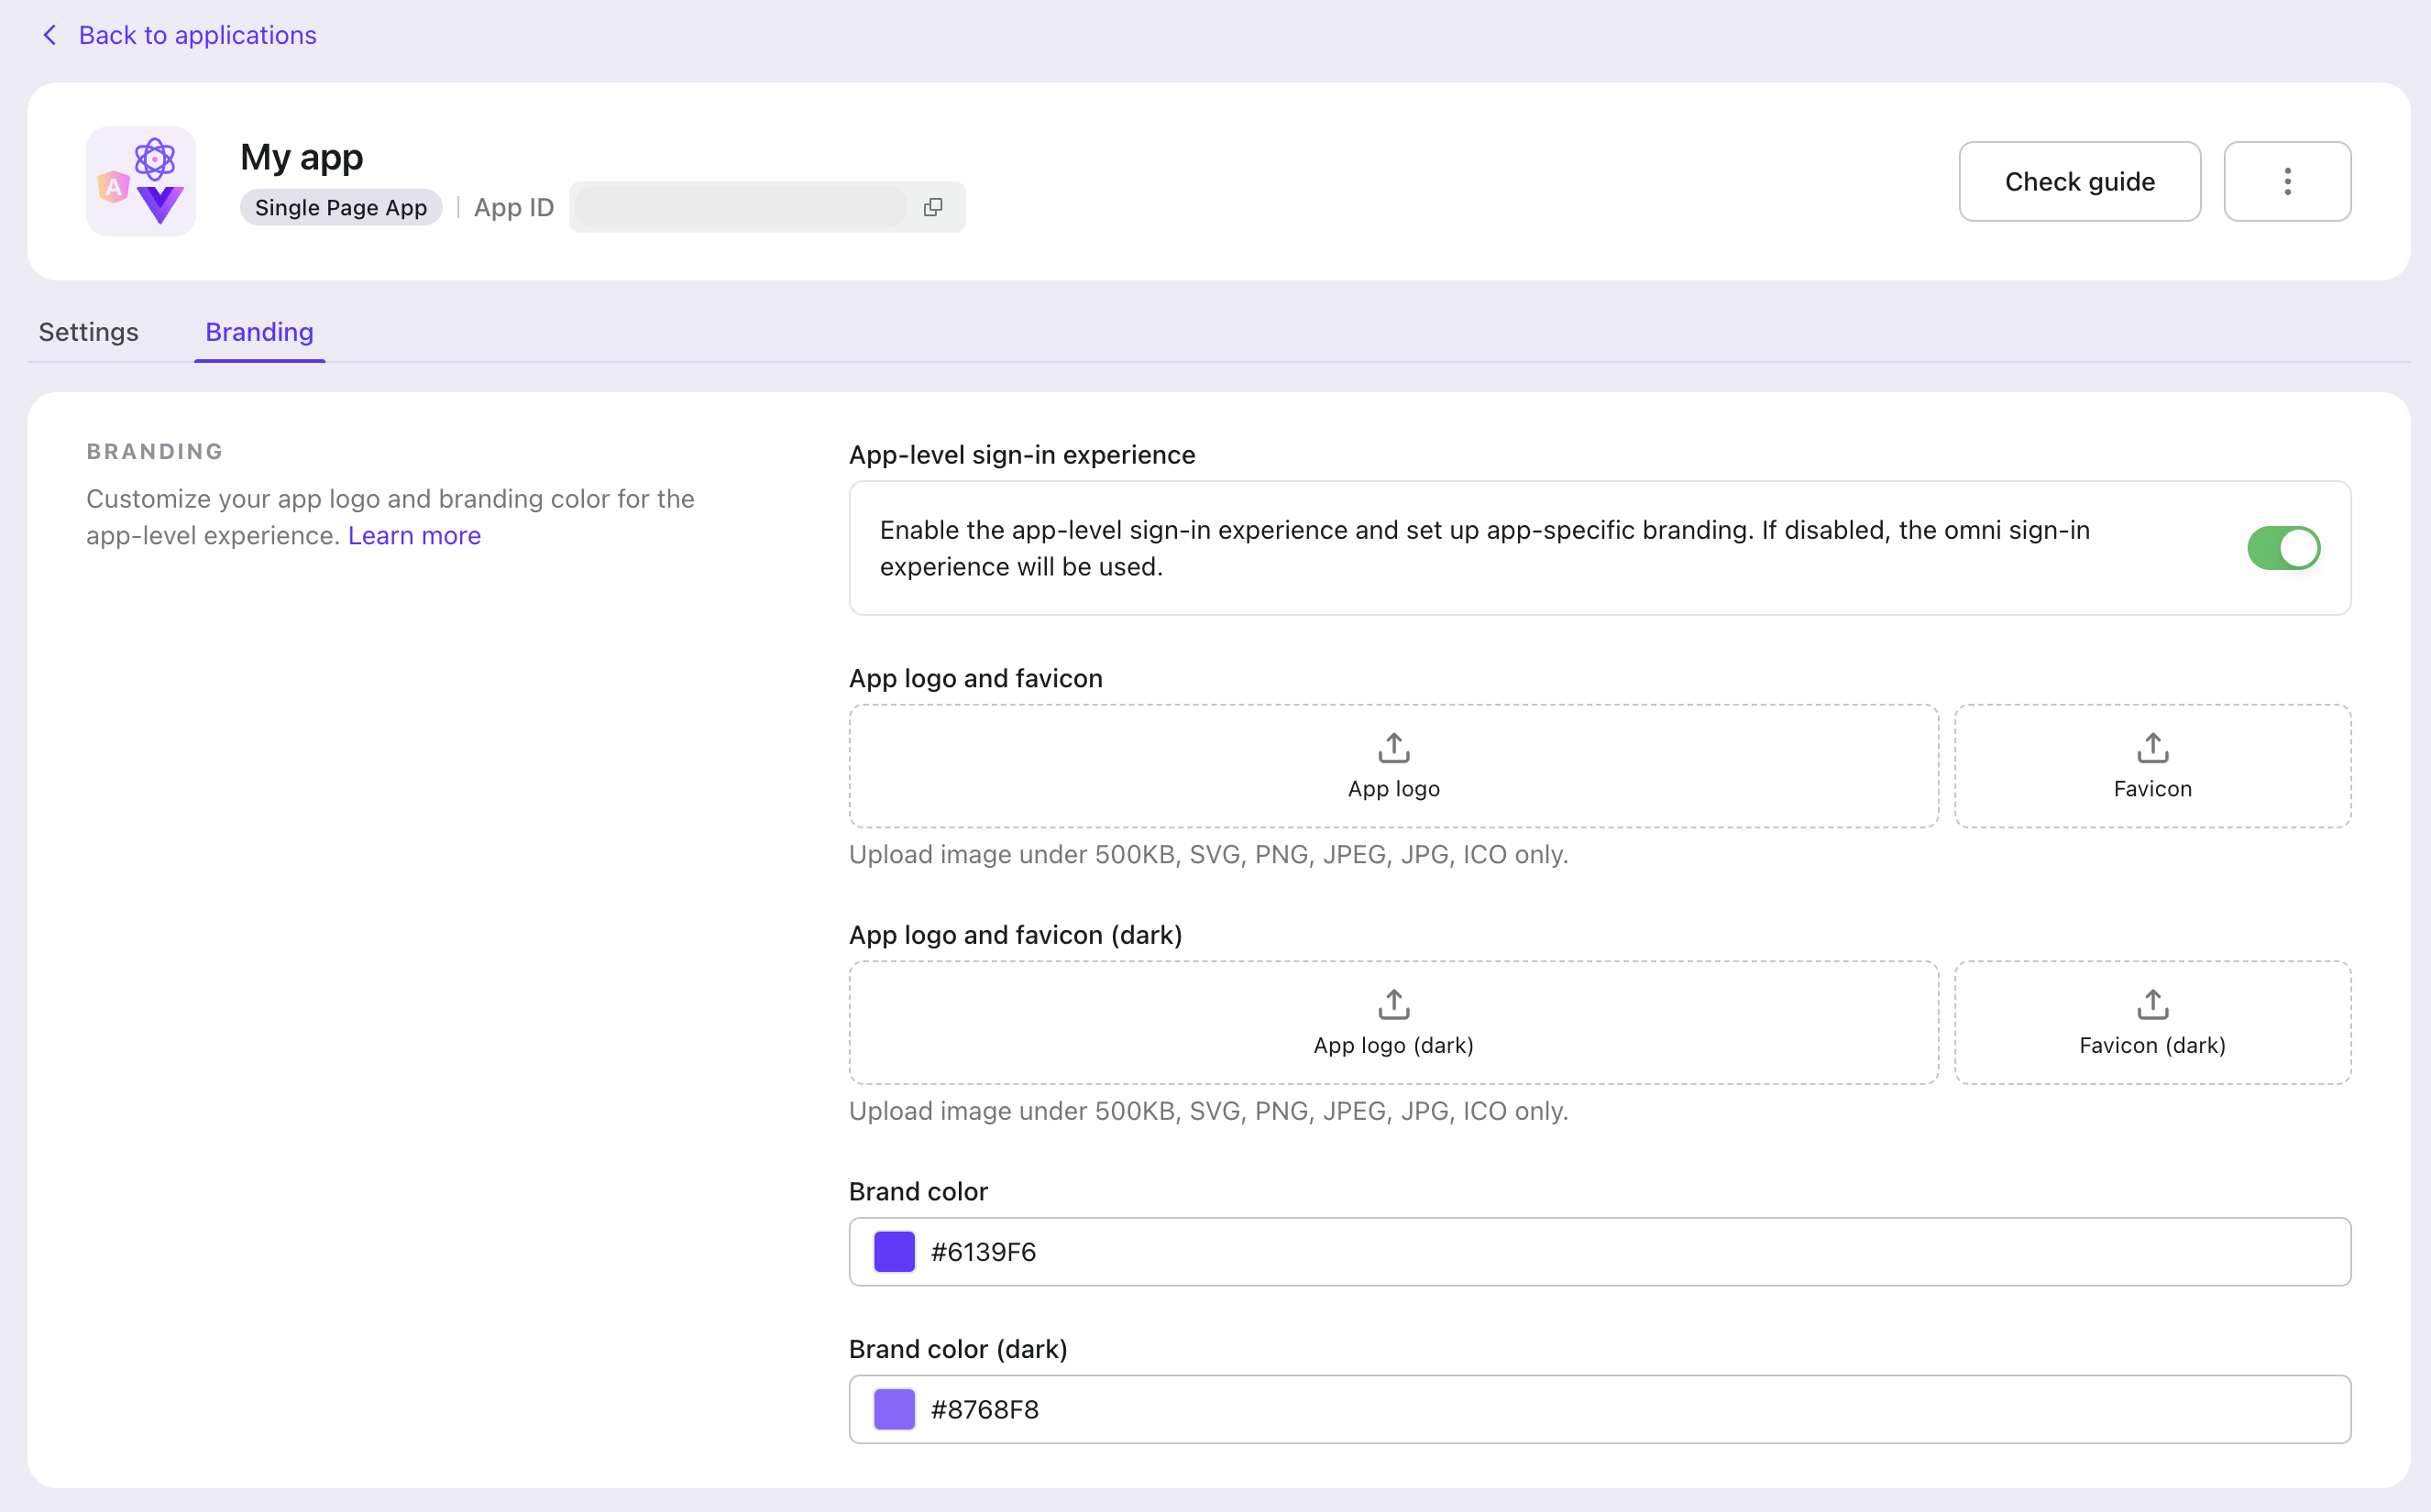 Back to applications
My app
Single Page App
App ID
Check guide
Settings
Branding
BRANDING
Customize your app logo and branding color for the
app-level experience. Learn more
App-level sign-in experience
Enable the app-level sign-in experience and set up app-specific branding. If disabled, the omni sign-in
experience will be used.
App logo and favicon
App logo
Favicon
Upload image under 500KB, SVG, PNG, JPEG, JPG, ICO only.
App logo and favicon (dark)
App logo (dark)
Favicon (dark)
Upload image under 500KB, SVG, PNG, JPEG, JPG, ICO only.
Brand color
#6139F6
Brand color (dark)
#8768F8